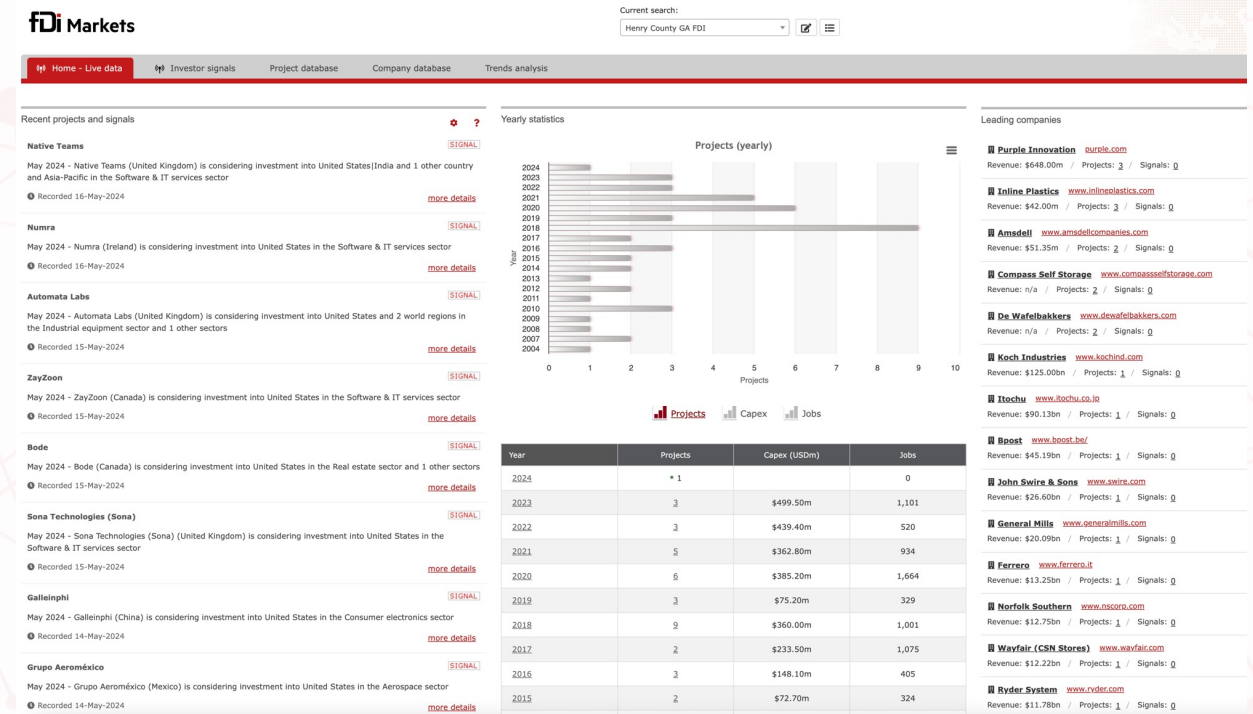 fDi Markets
Current search:
Henry County GA FDI
Home - Live data
Investor signals
Project database
Company database
Trends analysis
Recent projects and signals
?
Native Teams
SIGNAL
May 2024 - Native Teams (United Kingdom) is considering investment into United States|India and 1 other country
and Asia-Pacific in the Software & IT services sector
Recorded 16-May-2024
more details
Numra
SIGNAL
May 2024 - Numra (Ireland) is considering investment into United States in the Software & IT services sector
Recorded 16-May-2024
more details
Automata Labs
SIGNAL
May 2024 - Automata Labs (United Kingdom) is considering investment into United States and 2 world regions in
the Industrial equipment sector and 1 other sectors
Recorded 15-May-2024
more details
ZayZoon
SIGNAL
May 2024 - ZayZoon (Canada) is considering investment into United States in the Software & IT services sector
Recorded 15-May-2024
more details
Bode
SIGNAL
May 2024 - Bode (Canada) is considering investment into United States in the Real estate sector and 1 other sectors
Recorded 15-May-2024
more details
Sona Technologies (Sona)
SIGNAL
May 2024 - Sona Technologies (Sona) (United Kingdom) is considering investment into United States in the
Software & IT services sector
Recorded 15-May-2024
more details
Galleinphi
SIGNAL
May 2024 - Galleinphi (China) is considering investment into United States in the Consumer electronics sector
Recorded 14-May-2024
more details
Grupo Aeroméxico
SIGNAL
May 2024 - Grupo Aeroméxico (Mexico) is considering investment into United States in the Aerospace sector
Recorded 14-May-2024
more details
Yearly statistics
Projects (yearly)
Year
2024
2023
2022
2021
2020
2019
2018
2017
2016
2015
2014
2013
2012
2011
2010
2009
2008
2007
2004
0 1 2 3 4 5 6 7 8 9 10
Projects
Projects Capex Jobs
Year Projects Capex (USDm) Jobs
2024 * 1 0
2023 3 $499.50m 1,101
2022 3 $439.40m 520
2021 5 $362.80m 934
2020 6 $385.20m 1,664
2019 3 $75.20m 329
2018 9 $360.00m 1,001
2017 2 $233.50m 1,075
2016 3 $148.10m 405
2015 2 $72.70m 324
Leading companies
Purple Innovation purple.com
Revenue: $648.00m / Projects: 3 / Signals: 0
Inline Plastics www.inlineplastics.com
Revenue: $42.00m / Projects: 3 / Signals: 0
Amsdell www.amsdellcompanies.com
Revenue: $51.35m / Projects: 2 / Signals: 0
Compass Self Storage www.compassselfstorage.com
Revenue: n/a / Projects: 2 / Signals: 0
De Wafelbakkers www.dewafelbakkers.com
Revenue: n/a / Projects: 2 / Signals: 0
Koch Industries www.kochind.com
Revenue: $125.00bn / Projects: 1 / Signals: 0
Itochu www.itochu.co.jp
Revenue: $90.13bn / Projects: 1 / Signals: 0
Bpost www.bpost.be/
Revenue: $45.19bn / Projects: 1 / Signals: 0
John Swire & Sons www.swire.com
Revenue: $26.60bn / Projects: 1 / Signals: 0
General Mills www.generalmills.com
Revenue: $20.09bn / Projects: 1 / Signals: 0
Ferrero www.ferrero.it
Revenue: $13.25bn / Projects: 1 / Signals: 0
Norfolk Southern www.nscorp.com
Revenue: $12.75bn / Projects: 1 / Signals: 0
Wayfair (CSN Stores) www.wayfair.com
Revenue: $12.22bn / Projects: 1 / Signals: 0
Ryder System www.ryder.com
Revenue: $11.78bn / Projects: 1 / Signals: 0